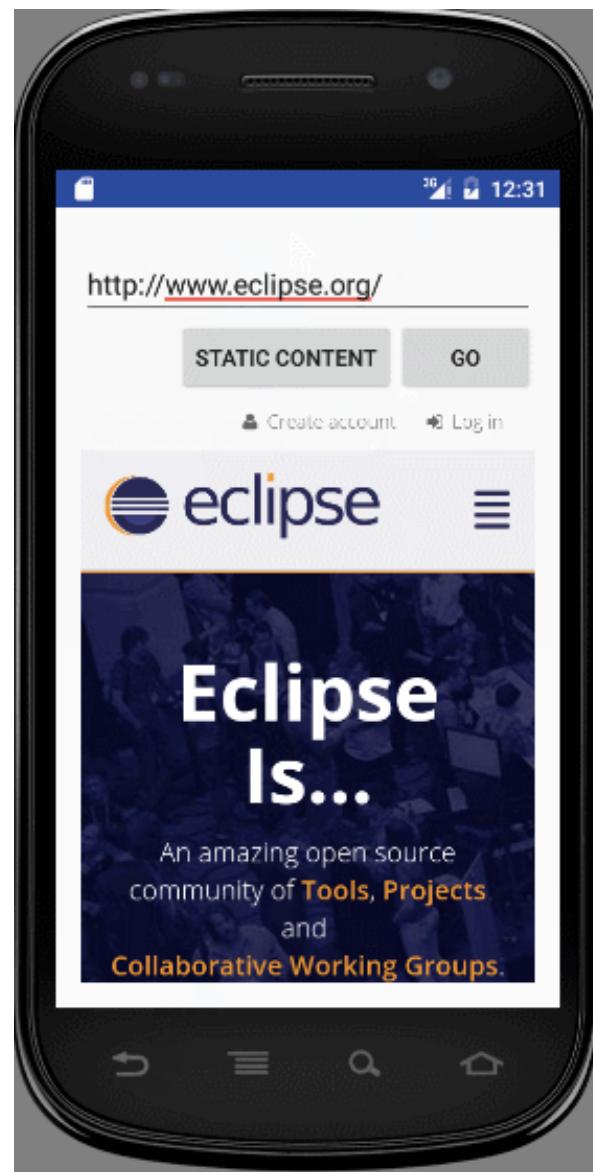 3G 12:31
http://www.eclipse.org/
STATIC CONTENT GO
Create account Log in
eclipse
Eclipse
Is...
An amazing open source
community of Tools, Projects
and
Collaborative Working Groups.